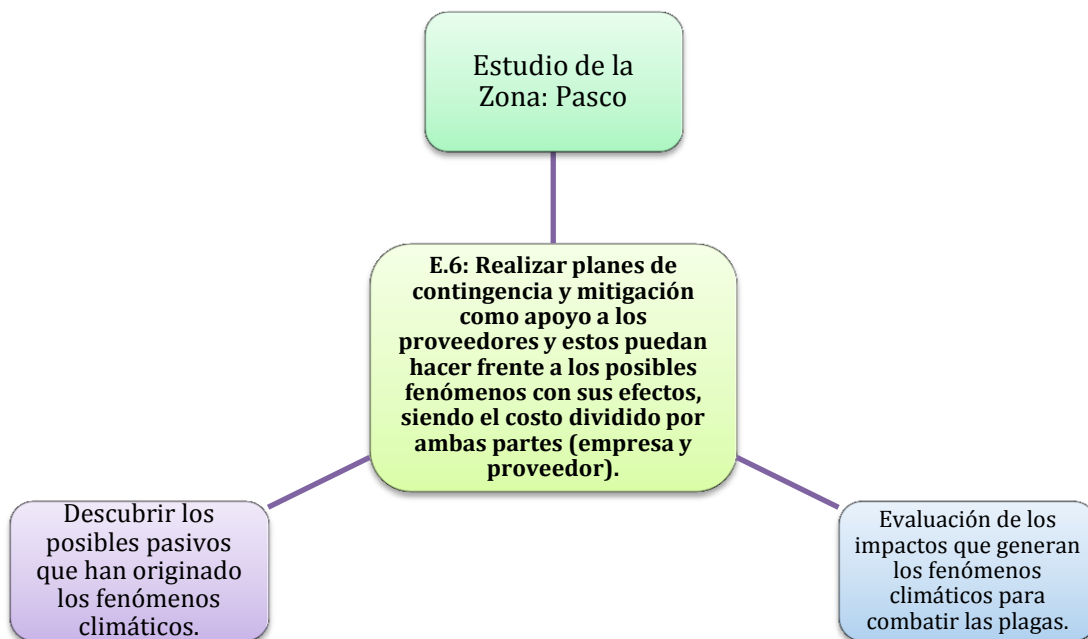 Estudio de la
Zona: Pasco
E.6: Realizar planes de
contingencia y mitigación
como apoyo a los
proveedores y estos puedan
hacer frente a los posibles
fenómenos con sus efectos,
siendo el costo dividido por
ambas partes (empresa y
proveedor).
Descubrir los
posibles pasivos
que han originado
los fenómenos
climáticos.
Evaluación de los
impactos que generan
los fenómenos
climáticos para
combatir las plagas.